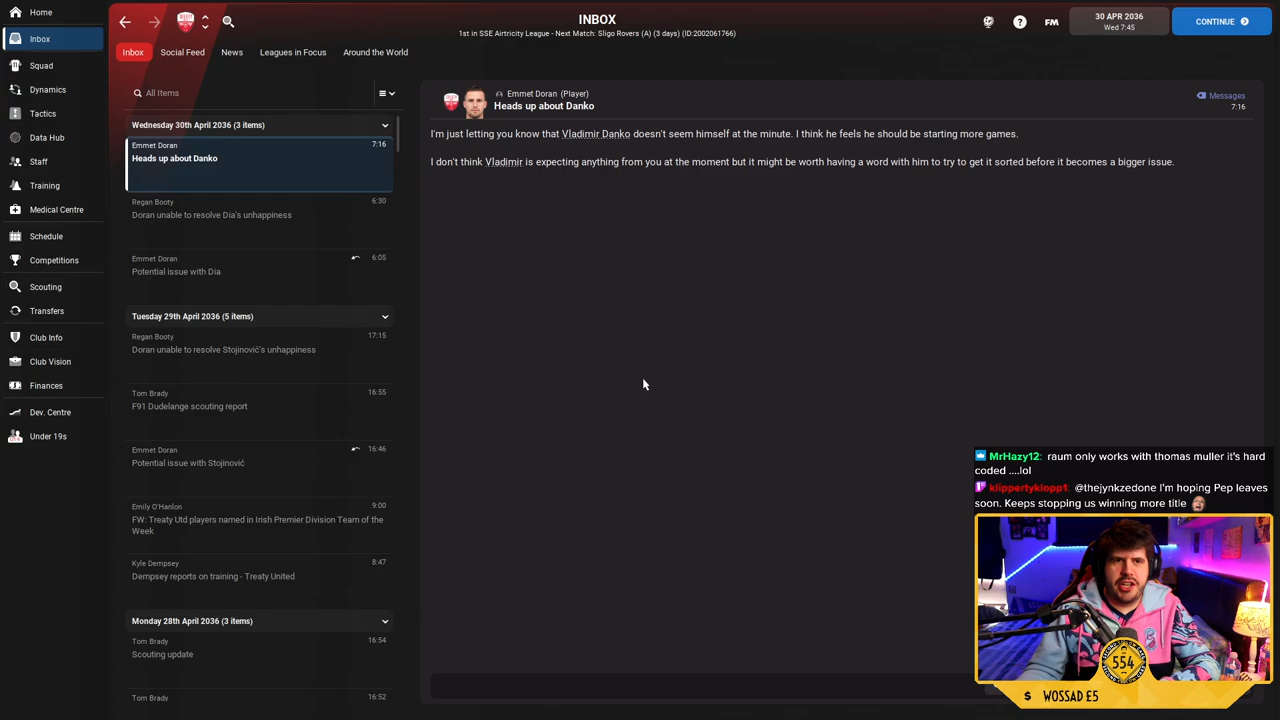 Home
Inbox
Squad
Dynamics
Tactics
Data Hub
Staff
Training
Medical Centre
Schedule
Competitions
Scouting
Transfers
Club Info
Club Vision
Finances
Dev. Centre
Under 19s
INBOX
1st in SSE Airtricity League - Next Match: Sligo Rovers (A) (3 days) (ID:2002061766)
FM
30 APR 2036
Wed 7:45
CONTINUE
Inbox
Social Feed
News
Leagues in Focus
Around the World
All Items
Wednesday 30th April 2036 (3 items)
Emmet Doran 7:16
Heads up about Danko
Regan Booty 6:30
Doran unable to resolve Dia's unhappiness
Emmet Doran 6:05
Potential issue with Dia
Tuesday 29th April 2036 (5 items)
Regan Booty 17:15
Doran unable to resolve Stojinović's unhappiness
Tom Brady 16:55
F91 Dudelange scouting report
Emmet Doran 16:46
Potential issue with Stojinović
Emily O'Hanlon 9:00
FW: Treaty Utd players named in Irish Premier Division Team of the
Week
Kyle Dempsey 8:47
Dempsey reports on training - Treaty United
Monday 28th April 2036 (3 items)
Tom Brady 16:54
Scouting update
Tom Brady 16:52
Emmet Doran (Player)
Heads up about Danko
Messages
7:16
I'm just letting you know that Vladimir Danko doesn't seem himself at the minute. I think he feels he should be starting more games.
I don't think Vladimir is expecting anything from you at the moment but it might be worth having a word with him to try to get it sorted before it becomes a bigger issue.
MrHazy12: raum only works with thomas muller it's hard
coded ....lol
klippertyklopp1: @thejynkzedone I'm hoping Pep leaves
soon. Keeps stopping us winning more title
554
$ WOSSAD £5